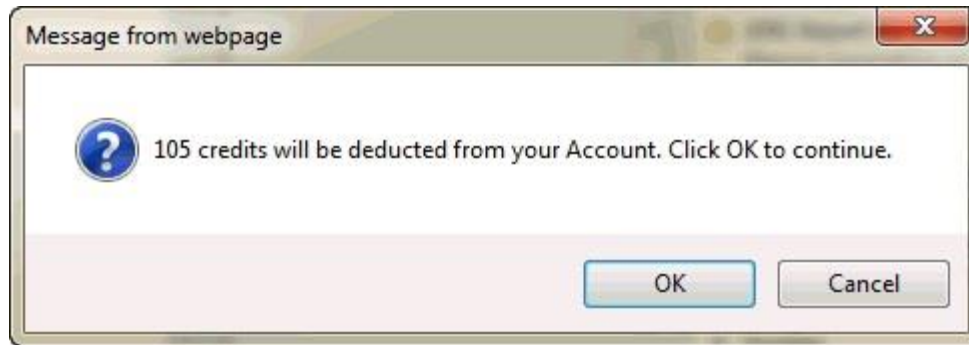 Message from webpage
105 credits will be deducted from your Account. Click OK to continue.
OK
Cancel